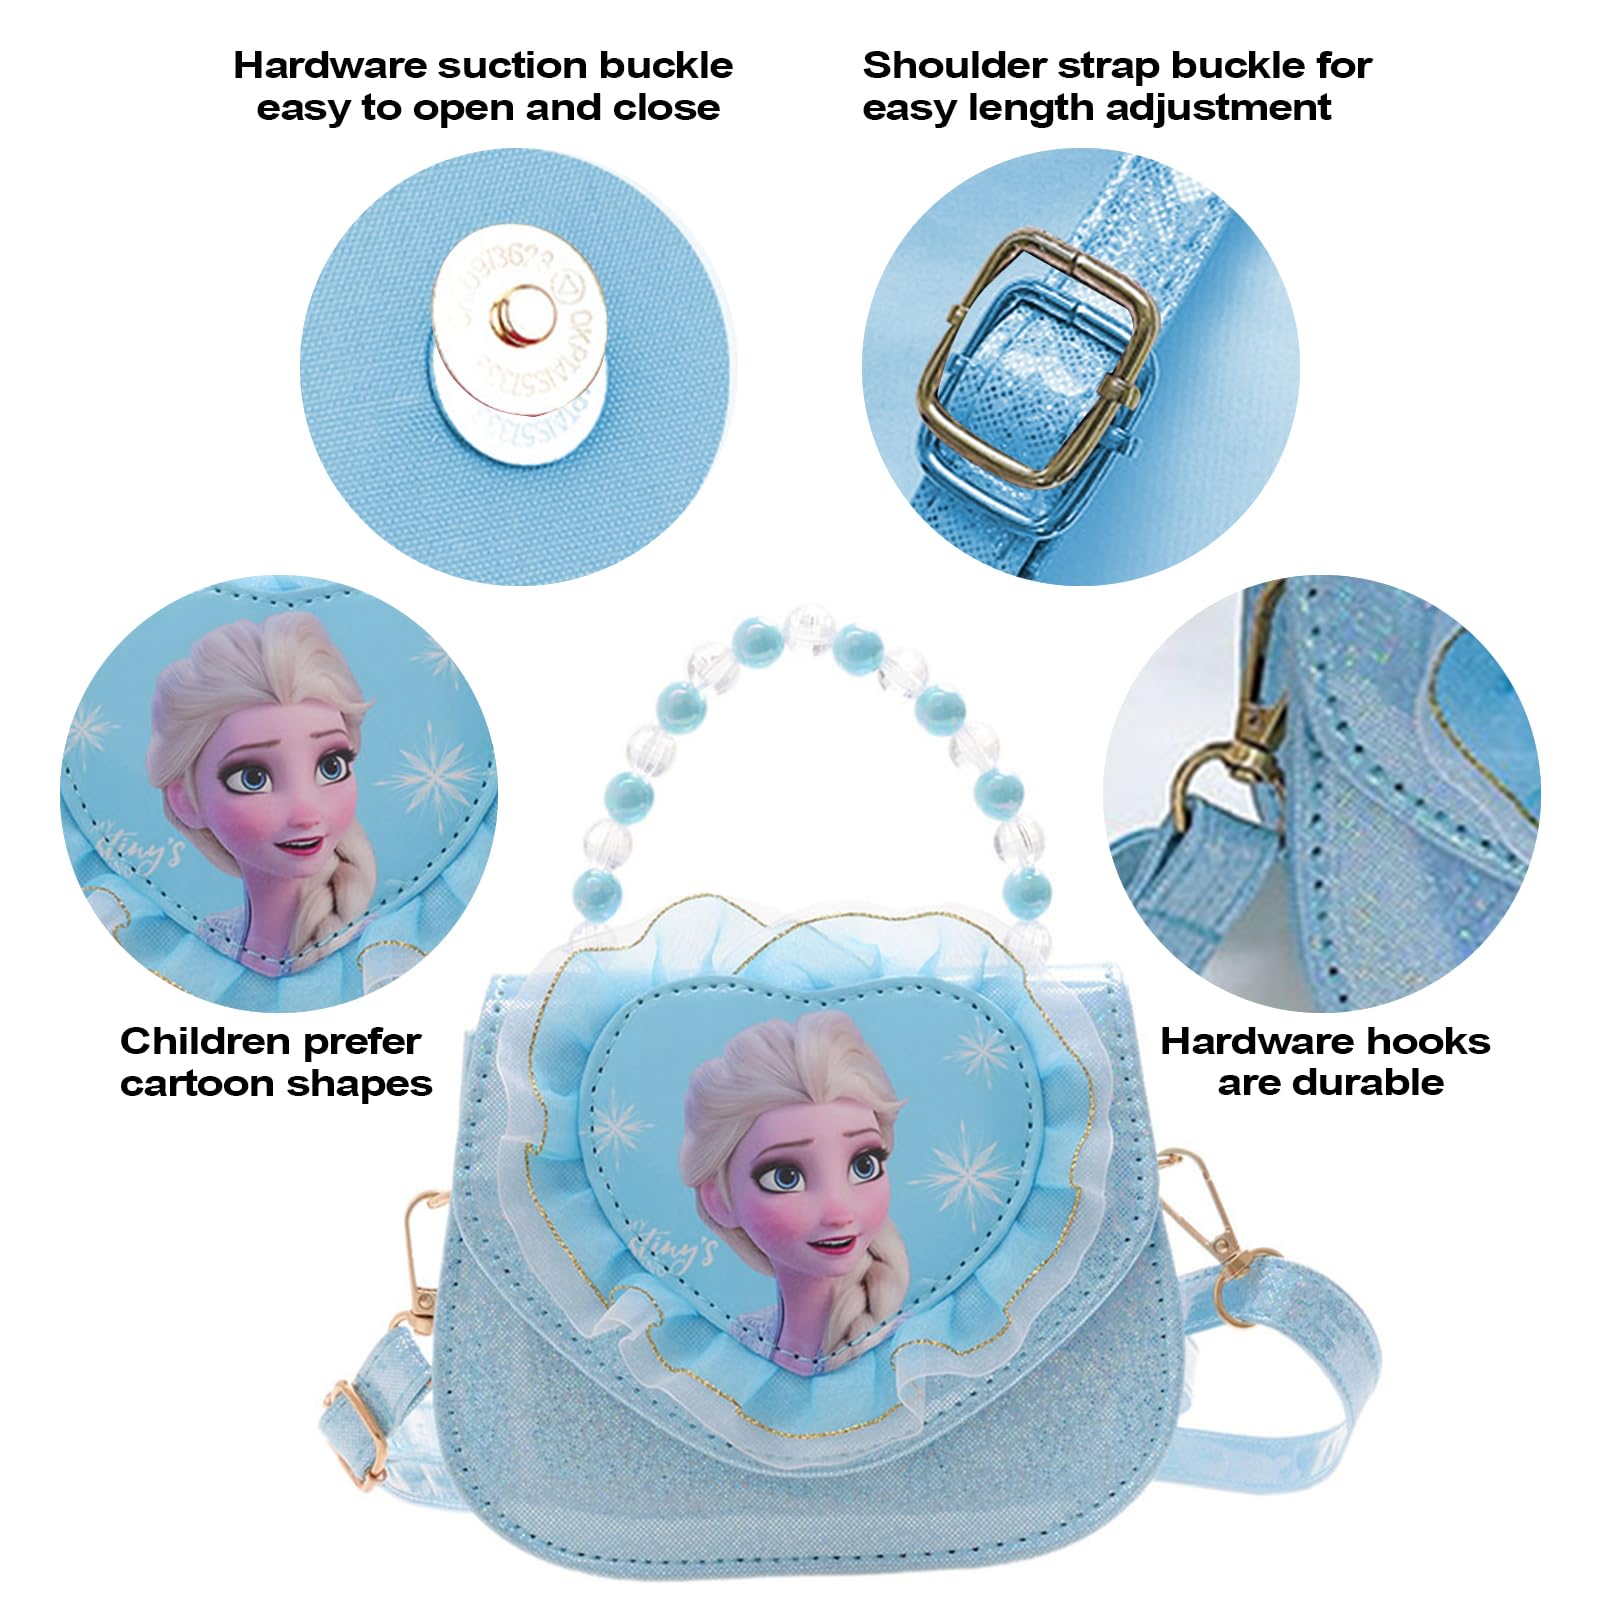 Hardware suction buckle
easy to open and close
Shoulder strap buckle for
easy length adjustment
Children prefer
cartoon shapes
Hardware hooks
are durable